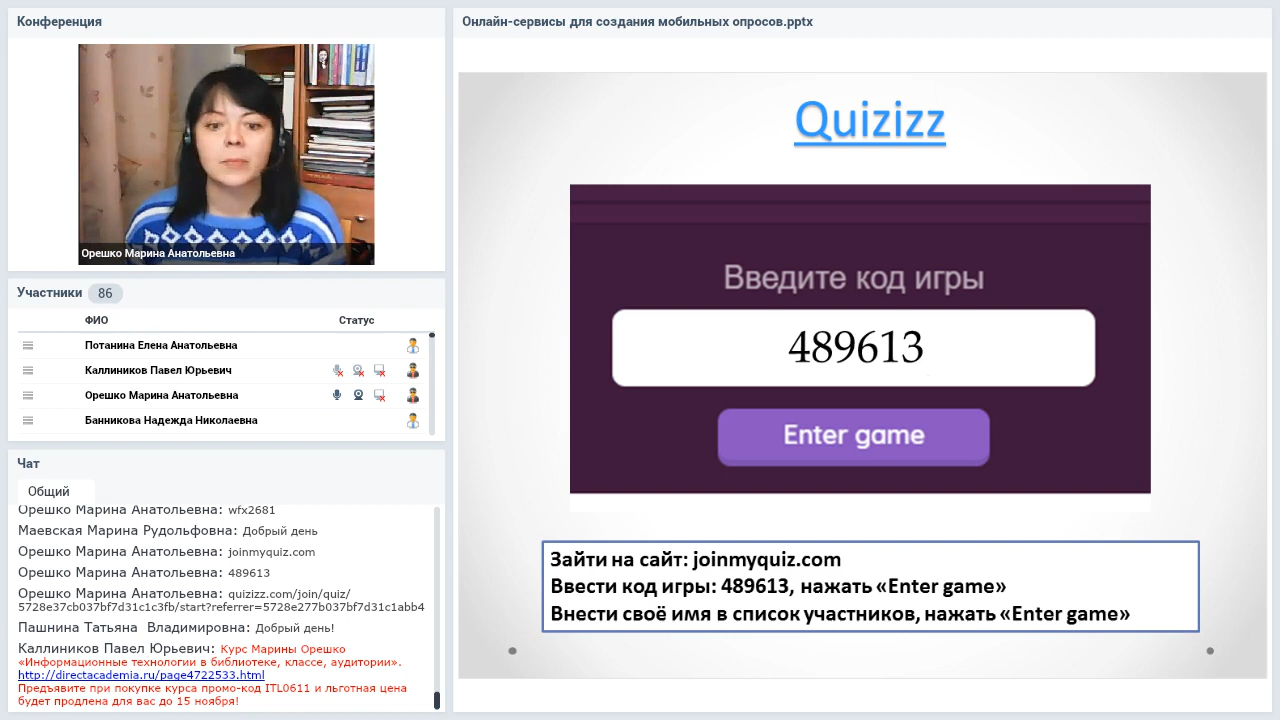 Конференция
Орешко Марина Анатольевна
Участники 86
ФИО Статус
Потанина Елена Анатольевна
Каллиников Павел Юрьевич
Орешко Марина Анатольевна
Банникова Надежда Николаевна
Чат
Общий
Орешко Марина Анатольевна: wfx2681
Маевская Марина Рудольфовна: Добрый день
Орешко Марина Анатольевна: joinmyquiz.com
Орешко Марина Анатольевна: 489613
Орешко Марина Анатольевна: quizizz.com/join/quiz/
5728e37cb037bf7d31c1c3fb/start?referrer=5728e277b037bf7d31c1abb4
Пашнина Татьяна Владимировна: Добрый день!
Каллиников Павел Юрьевич: Курс Марины Орешко
«Информационные технологии в библиотеке, классе, аудитории».
http://directacademia.ru/page4722533.html
Предъявите при покупке курса промо-код ITL0611 и льготная цена
будет продлена для вас до 15 ноября!
Онлайн-сервисы для создания мобильных опросов.pptx
Quizizz
Введите код игры
489613
Enter game
Зайти на сайт: joinmyquiz.com
Ввести код игры: 489613, нажать «Enter game»
Внести своё имя в список участников, нажать «Enter game»